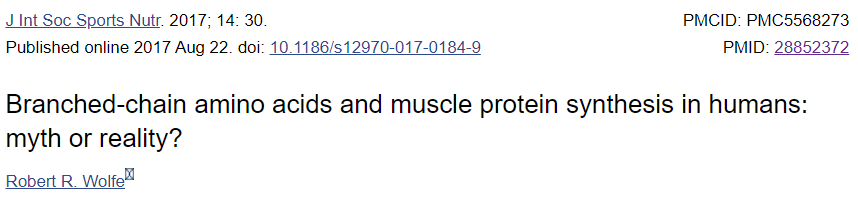 J Int Soc Sports Nutr. 2017; 14: 30. PMCID: PMC5568273
Published online 2017 Aug 22. doi: 10.1186/s12970-017-0184-9 PMID: 28852372
Branched-chain amino acids and muscle protein synthesis in humans:
myth or reality?
Robert R. Wolfe